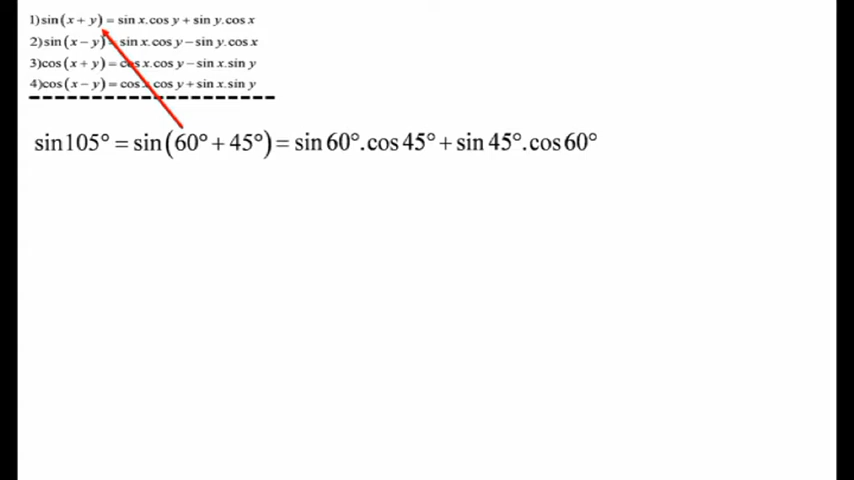 1)sin(x + y) = sin x.cos y + sin y.cos x
2)sin(x − y) = sin x.cos y − sin y.cos x
3)cos(x + y) = cos x.cos y − sin x.sin y
4)cos(x − y) = cos x.cos y + sin x.sin y
sin105° = sin(60° + 45°) = sin 60°.cos 45° + sin 45°.cos 60°